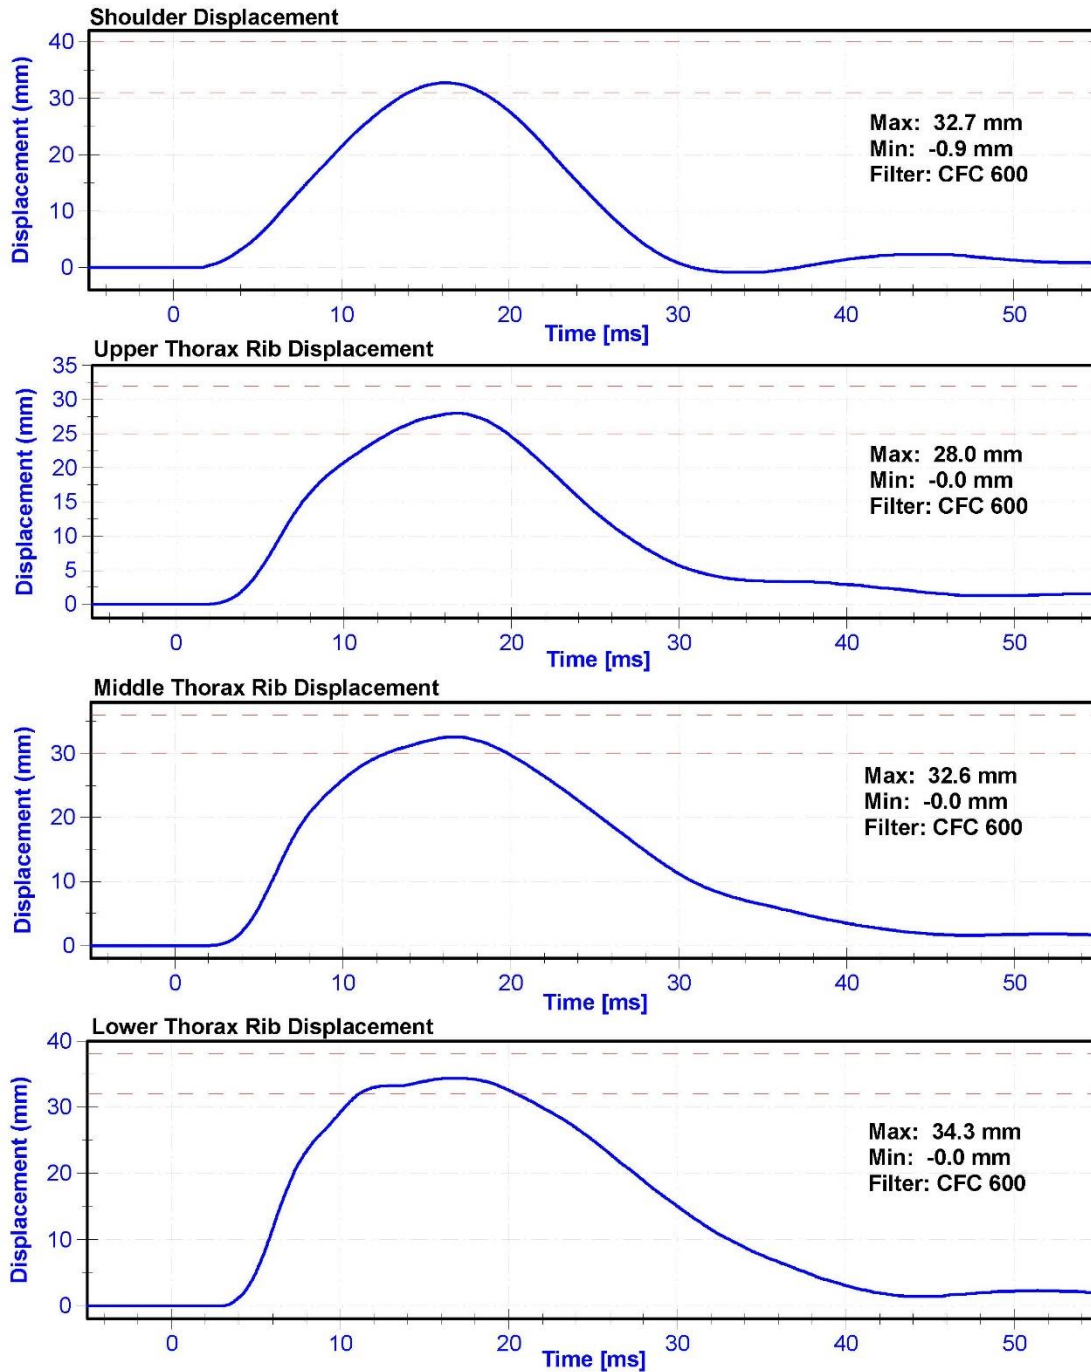 Shoulder Displacement
Displacement (mm)
40
30
20
10
0
Max: 32.7 mm
Min: -0.9 mm
Filter: CFC 600
0 10 20 30 40 50
Time [ms]
Upper Thorax Rib Displacement
Displacement (mm)
35
30
25
20
15
10
5
0
Max: 28.0 mm
Min: -0.0 mm
Filter: CFC 600
0 10 20 30 40 50
Time [ms]
Middle Thorax Rib Displacement
Displacement (mm)
30
20
10
0
Max: 32.6 mm
Min: -0.0 mm
Filter: CFC 600
0 10 20 30 40 50
Time [ms]
Lower Thorax Rib Displacement
Displacement (mm)
40
30
20
10
0
Max: 34.3 mm
Min: -0.0 mm
Filter: CFC 600
0 10 20 30 40 50
Time [ms]